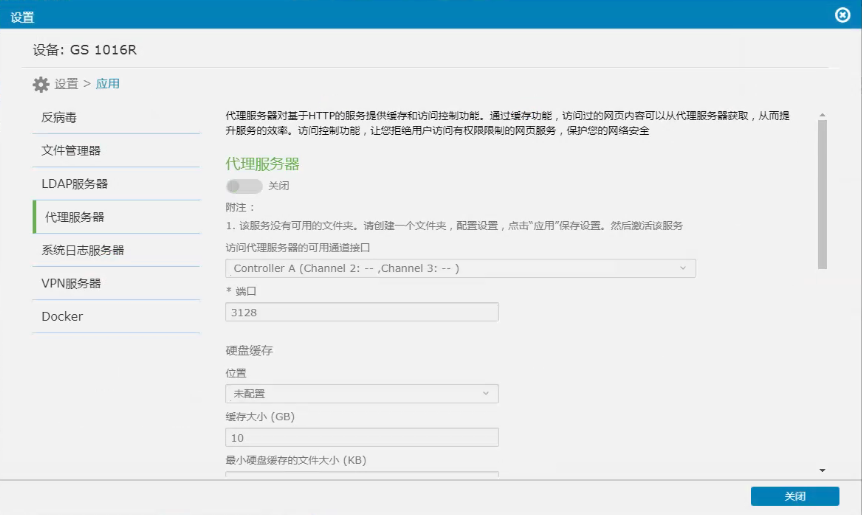 设置
设备: GS 1016R
设置 > 应用
反病毒
文件管理器
LDAP服务器
代理服务器
系统日志服务器
VPN服务器
Docker
代理服务器对基于HTTP的服务提供缓存和访问控制功能。通过缓存功能，访问过的网页内容可以从代理服务器获取，从而提
升服务的效率。访问控制功能，让您拒绝用户访问有权限限制的网页服务，保护您的网络安全
代理服务器
关闭
附注：
1. 该服务没有可用的文件夹。请创建一个文件夹，配置设置，点击“应用”保存设置。然后激活该服务
访问代理服务器的可用通道接口
Controller A (Channel 2: -- ,Channel 3: -- )
* 端口
3128
硬盘缓存
位置
未配置
缓存大小 (GB)
10
最小硬盘缓存的文件大小 (KB)
关闭